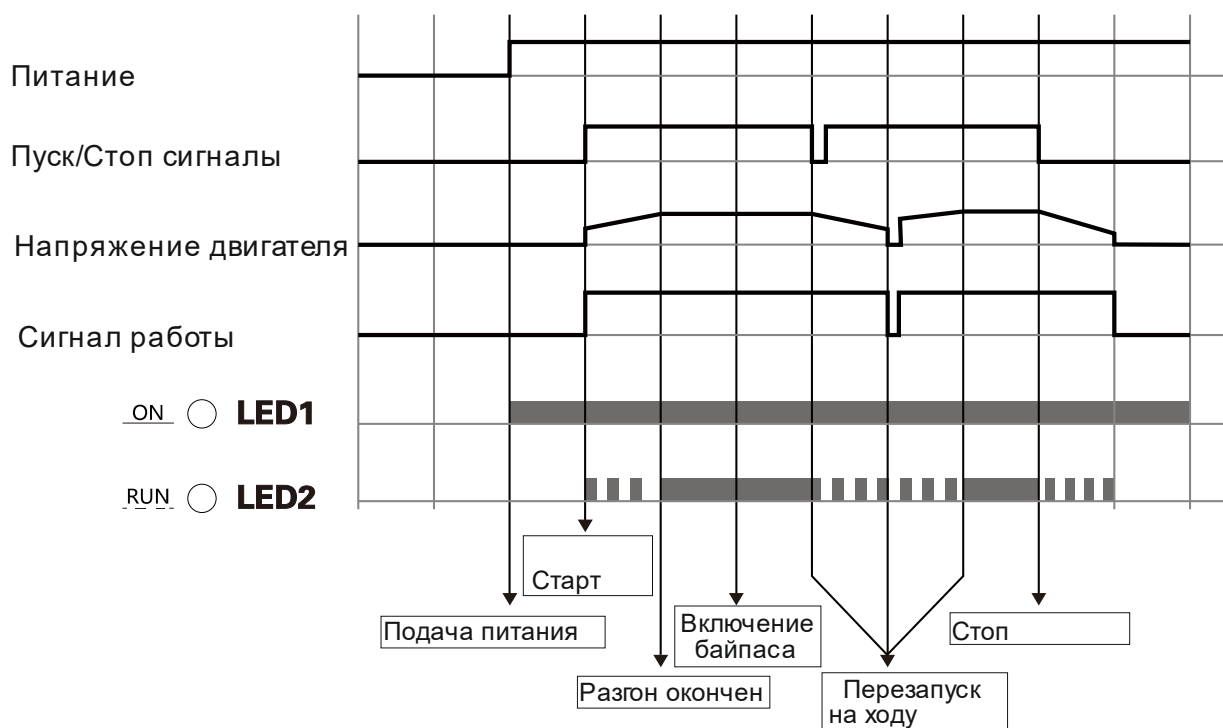 Питание
Пуск/Стоп сигналы
Напряжение двигателя
Сигнал работы
ON LED1
RUN LED2
Старт
Подача питания
Включение
байпаса
Стоп
Разгон окончен
Перезапуск
на ходу